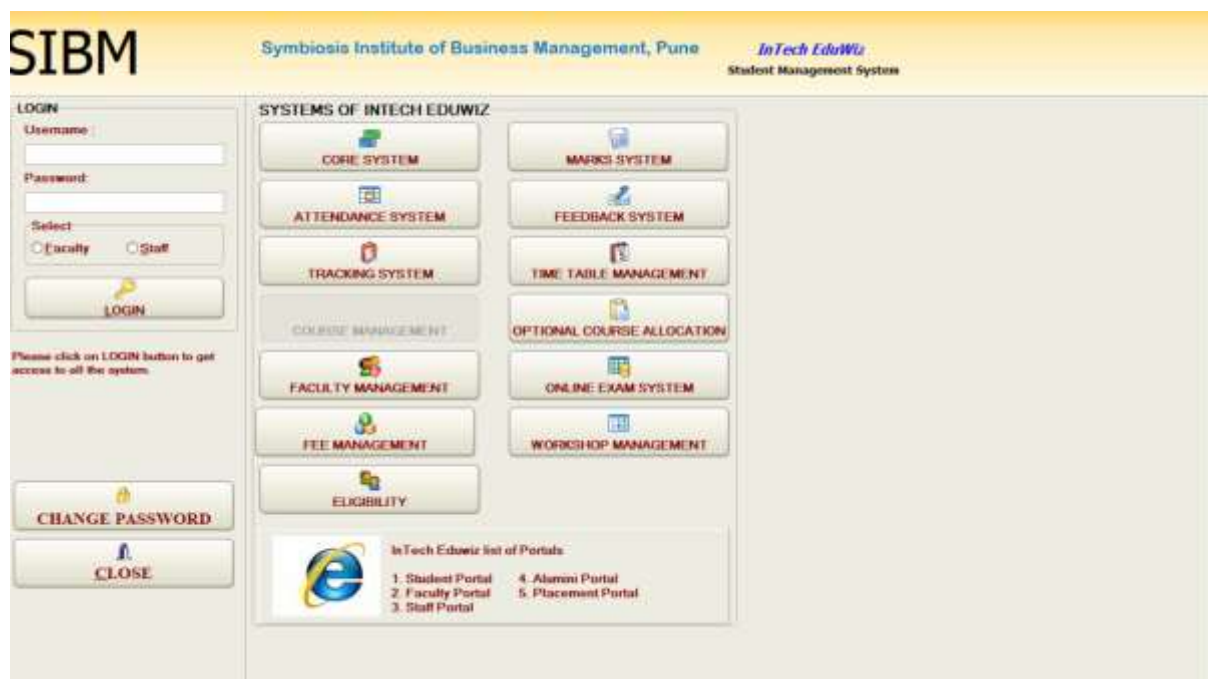 SIBM
Symbiosis Institute of Business Management, Pune
InTech EduWiz
Student Management System
LOGIN
Username :
Password:
Select
Faculty Staff
LOGIN
Please click on LOGIN button to get
access to all the system.
CHANGE PASSWORD
CLOSE
SYSTEMS OF INTECH EDUWIZ
CORE SYSTEM
MARKS SYSTEM
ATTENDANCE SYSTEM
FEEDBACK SYSTEM
TRACKING SYSTEM
TIME TABLE MANAGEMENT
COURSE MANAGEMENT
OPTIONAL COURSE ALLOCATION
FACULTY MANAGEMENT
ONLINE EXAM SYSTEM
FEE MANAGEMENT
WORKSHOP MANAGEMENT
ELIGIBILITY
InTech Eduwiz list of Portals
1. Student Portal 4. Alumini Portal
2. Faculty Portal 5. Placement Portal
3. Staff Portal